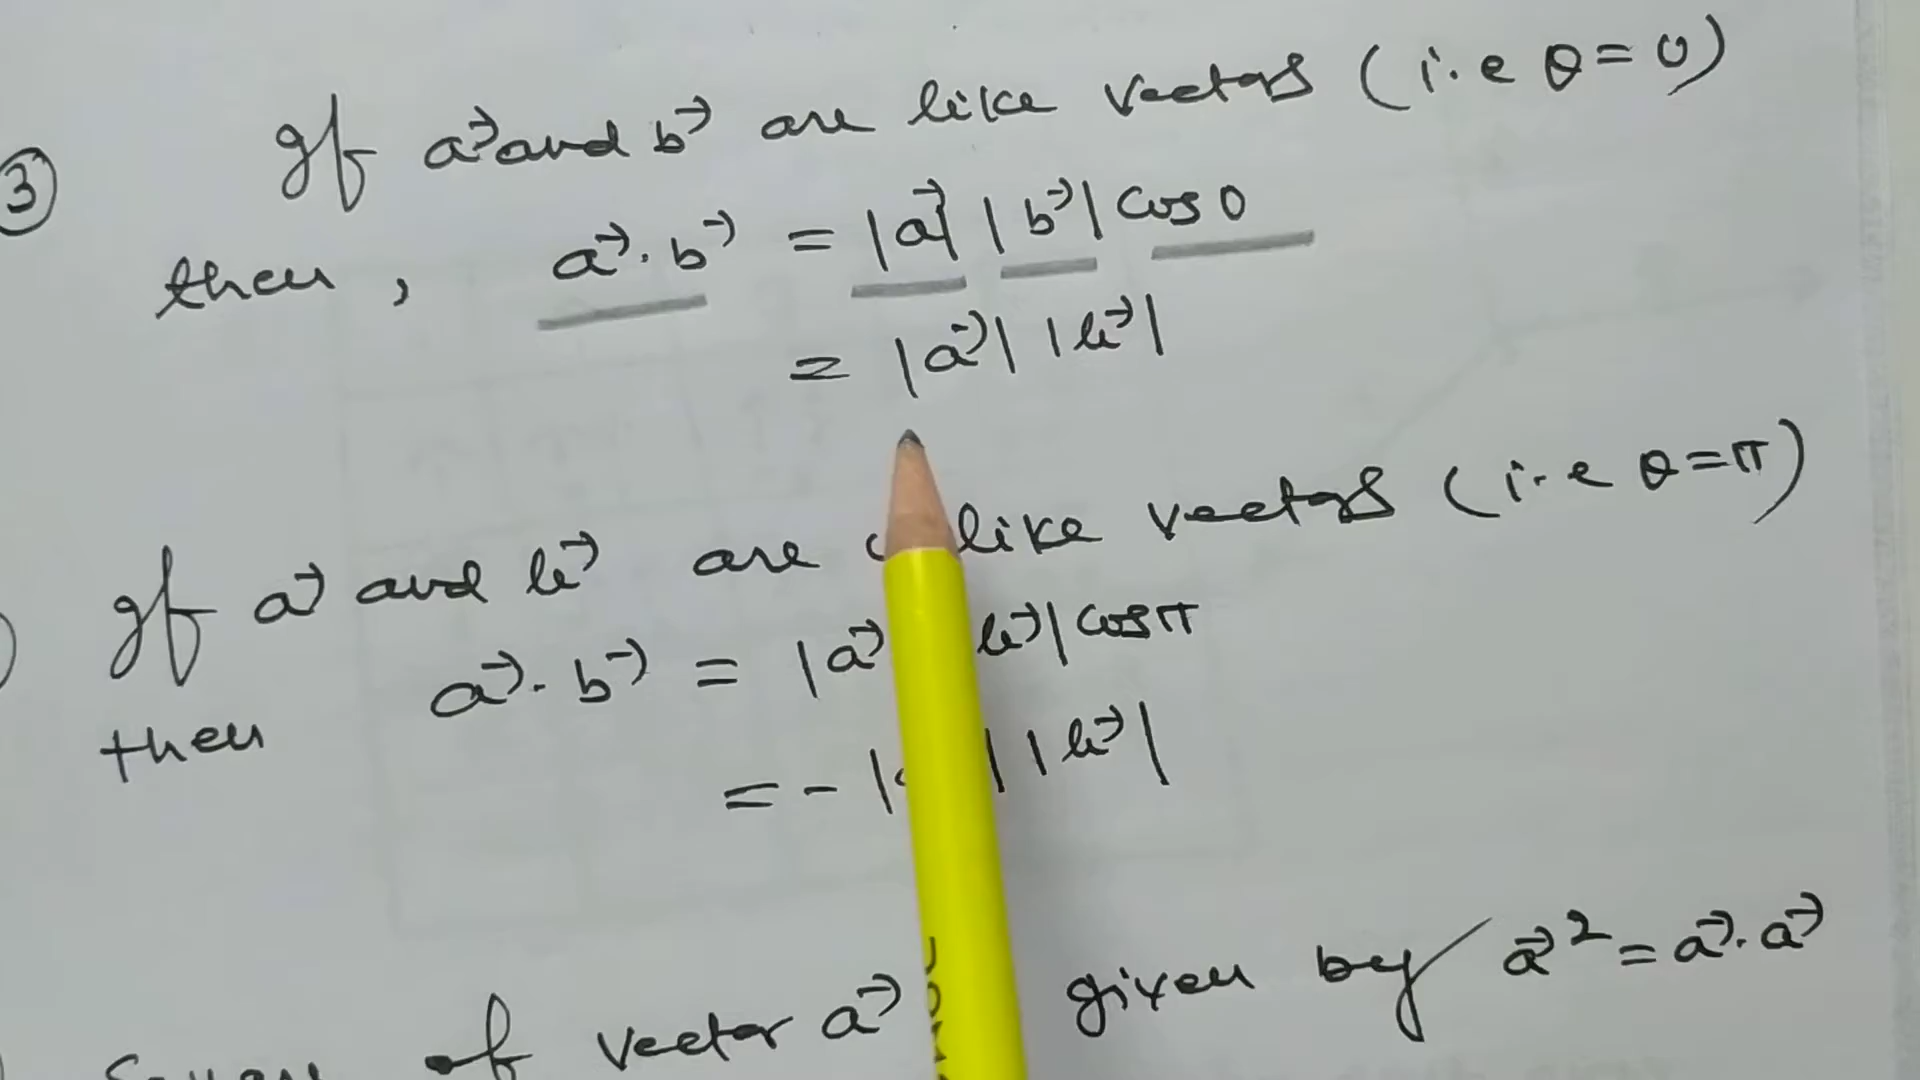 ③ If a⃗ and b⃗ are like vectors (i.e θ = 0)
then, a⃗ · b⃗ = |a⃗| |b⃗| cos 0
= |a⃗| |b⃗|
If a⃗ and b⃗ are like vectors (i.e θ = π)
then a⃗ · b⃗ = |a⃗ b⃗| cos π
= - | | |b⃗|
of vector a⃗ given by a⃗² = a⃗ · a⃗